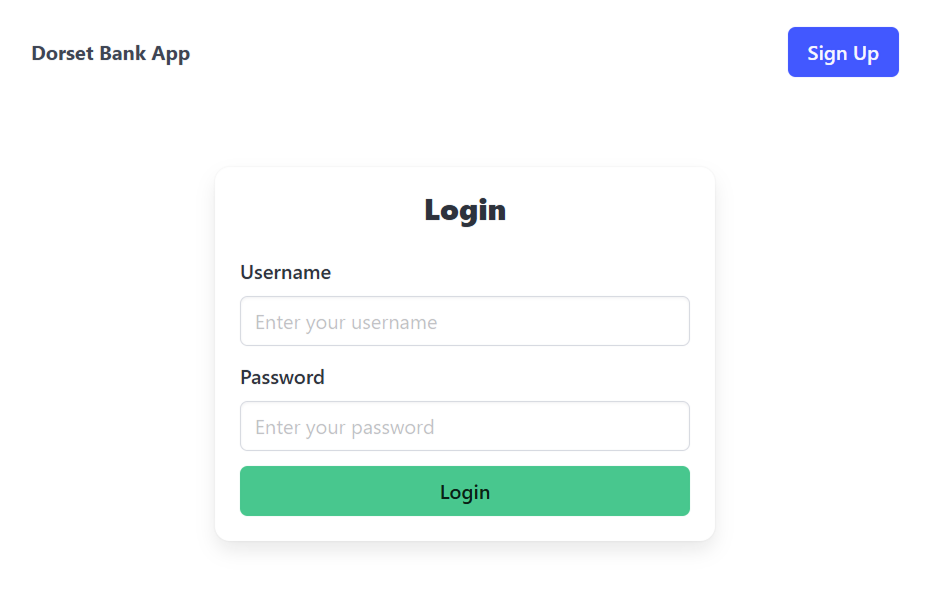 Dorset Bank App
Sign Up
Login
Username
Enter your username
Password
Enter your password
Login